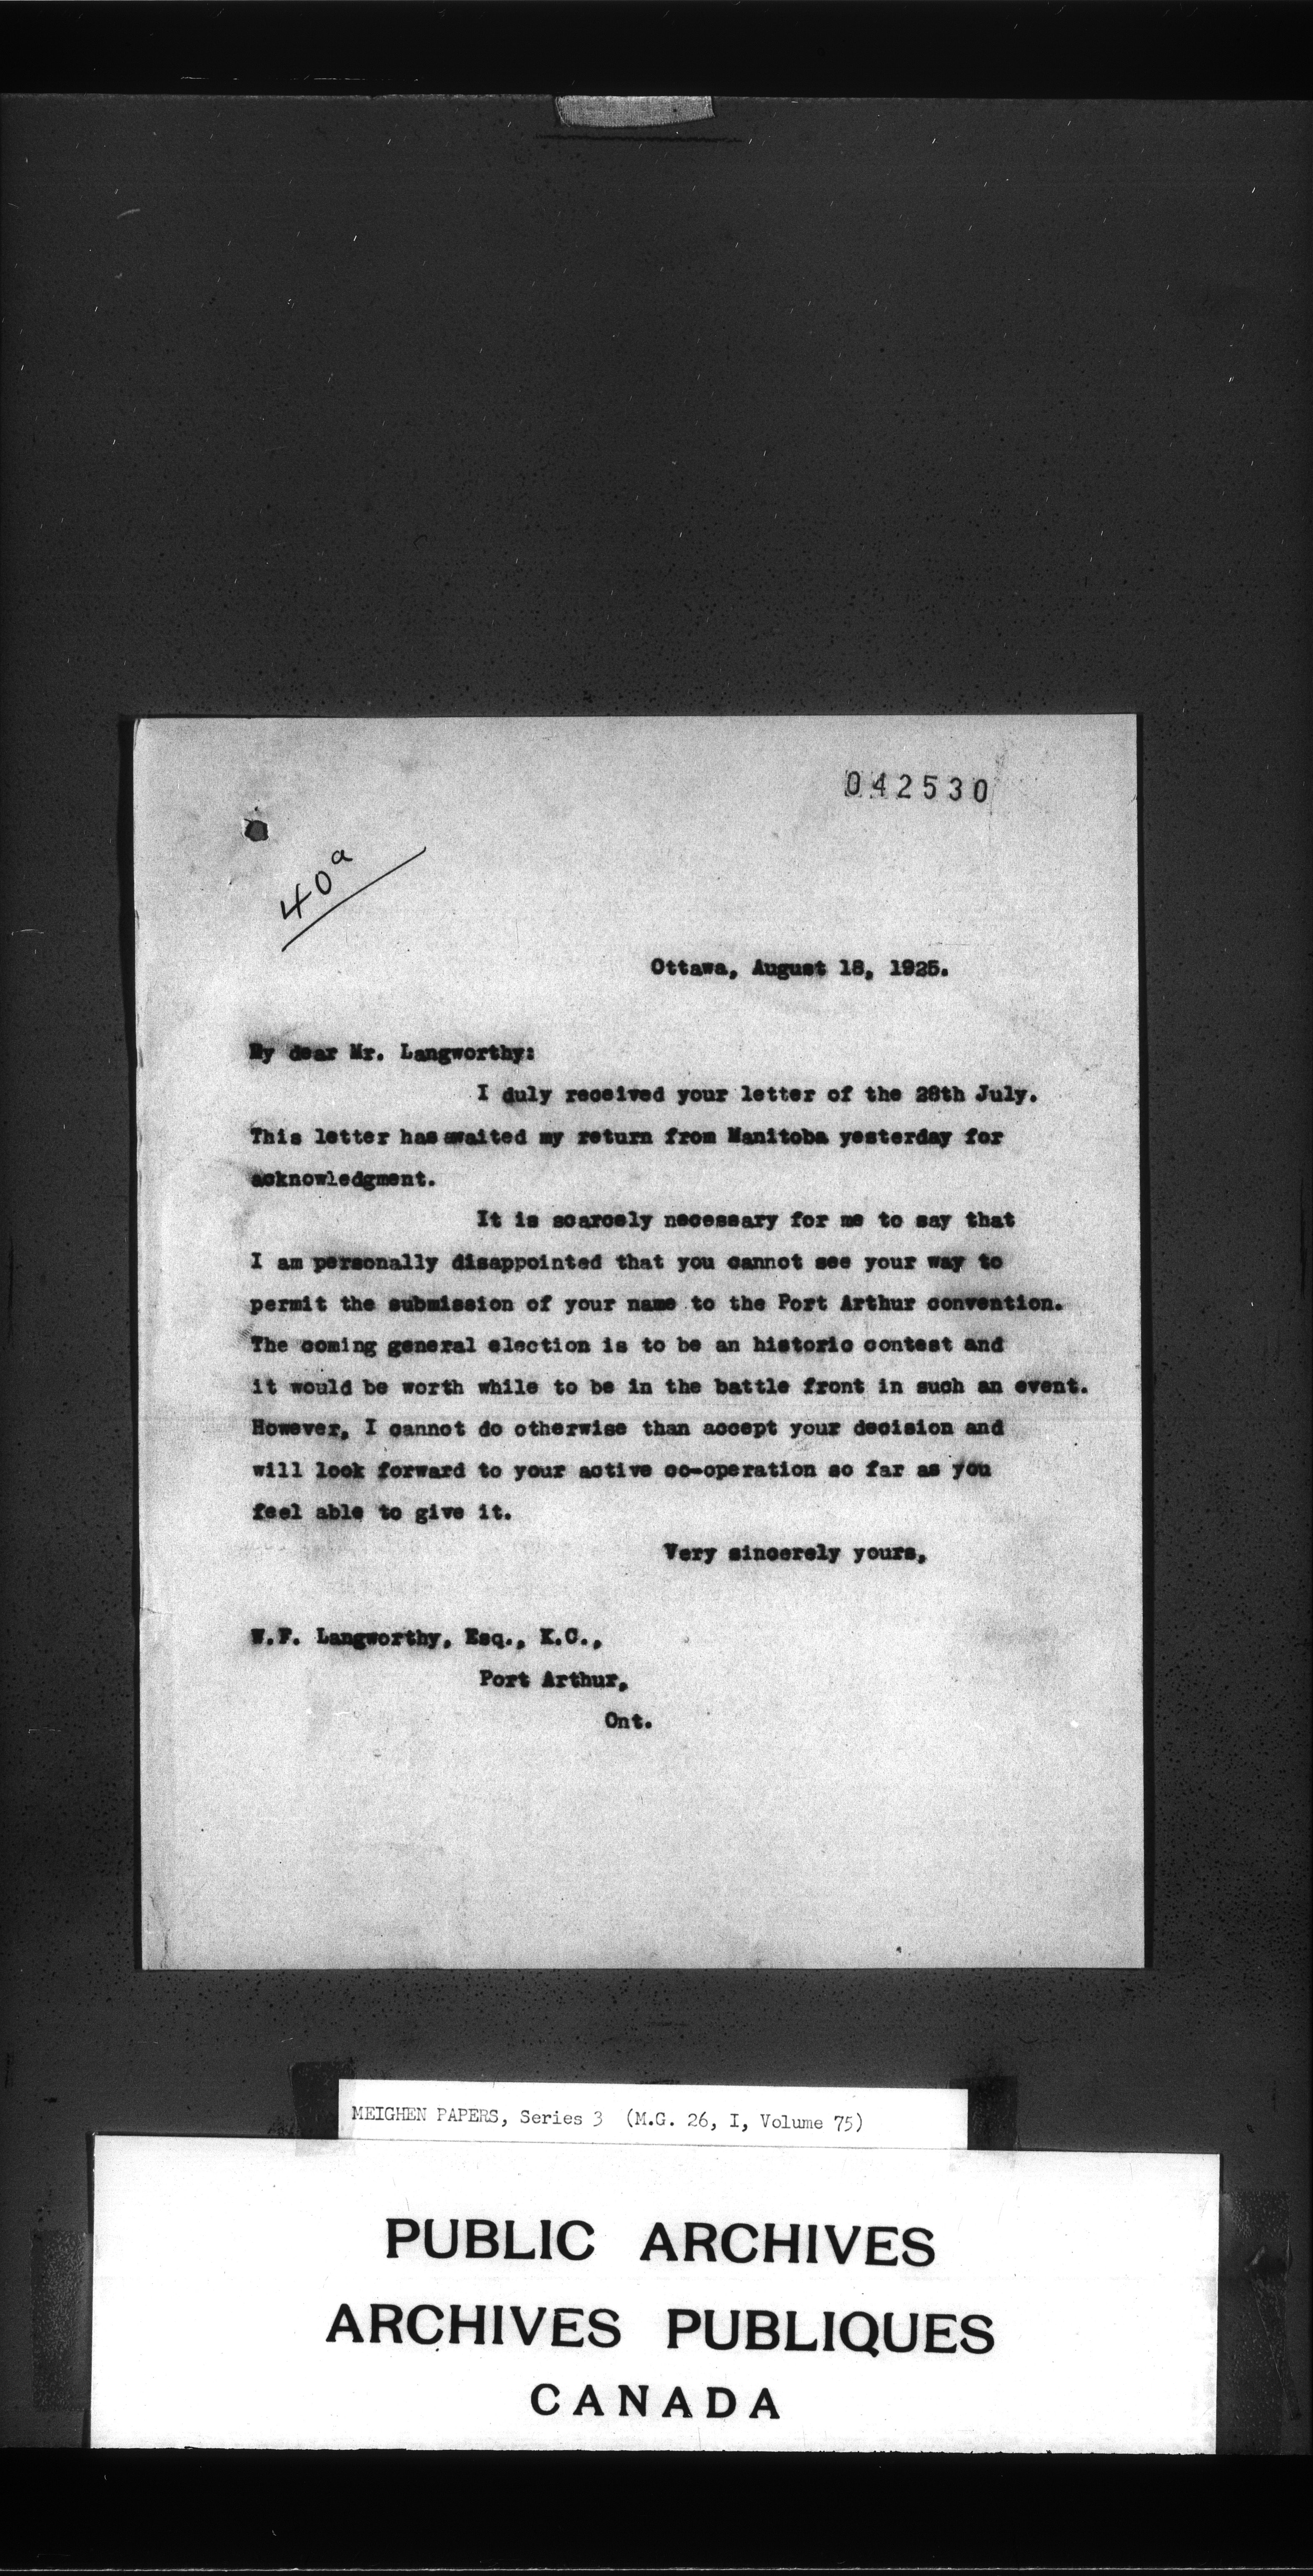 042530
40a
Ottawa, August 18, 1925.
My dear Mr. Langworthy:
I duly received your letter of the 28th July.
This letter has awaited my return from Manitoba yesterday for
acknowledgment.
It is scarcely necessary for me to say that
I am personally disappointed that you cannot see your way to
permit the submission of your name to the Port Arthur convention.
The coming general election is to be an historic contest and
it would be worth while to be in the battle front in such an event.
However, I cannot do otherwise than accept your decision and
will look forward to your active co-operation so far as you
feel able to give it.
Very sincerely yours,
W.F. Langworthy, Esq., K.C.,
Port Arthur,
Ont.
MEIGHEN PAPERS, Series 3 (M.G. 26, I, Volume 75)
PUBLIC ARCHIVES
ARCHIVES PUBLIQUES
CANADA